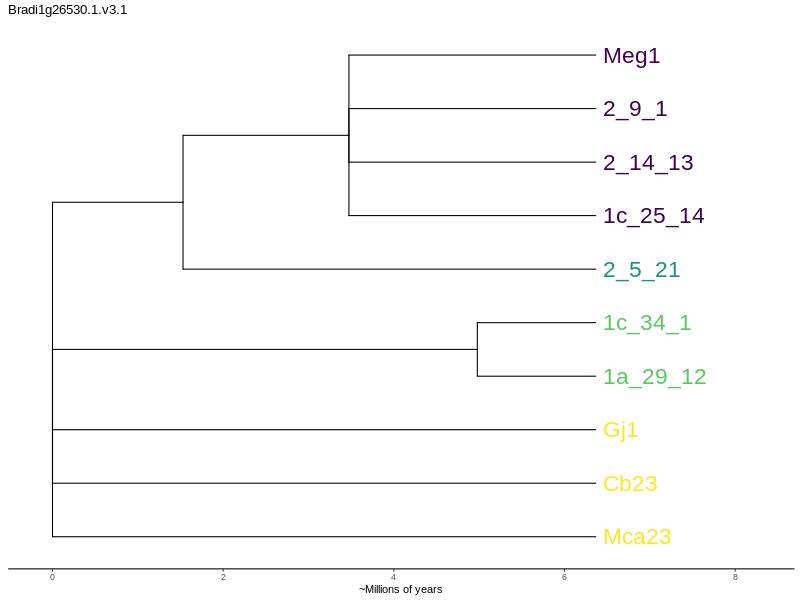 Bradi1g26530.1.v3.1
Meg1
2_9_1
2_14_13
1c_25_14
2_5_21
1c_34_1
1a_29_12
Gj1
Cb23
Mca23
0 2 4 6 8
~Millions of years